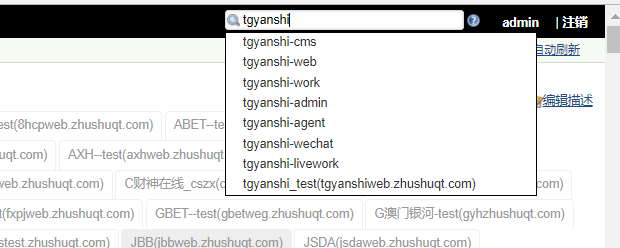 tgyanshi admin | 注销
tgyanshi-cms
tgyanshi-web 自动刷新
tgyanshi-work
tgyanshi-admin 编辑描述
est(8hcpweb.zhushuqt.com) ABET--te tgyanshi-agent
tgyanshi-wechat
om) AXH--test(axhweb.zhushuqt tgyanshi-livework
web.zhushuqt.com) C财神在线_cszx(c tgyanshi_test(tgyanshiweb.zhushuqt.com)
(fxpjweb.zhushuqt.com) GBET--test(gbetweg.zhushuqt.com) G澳门银河-test(gyhzhushuqt.com)
stest.zhushuqt.com) JBB(jbbweb.zhushuqt.com) JSDA(jsdaweb.zhushuqt.com)